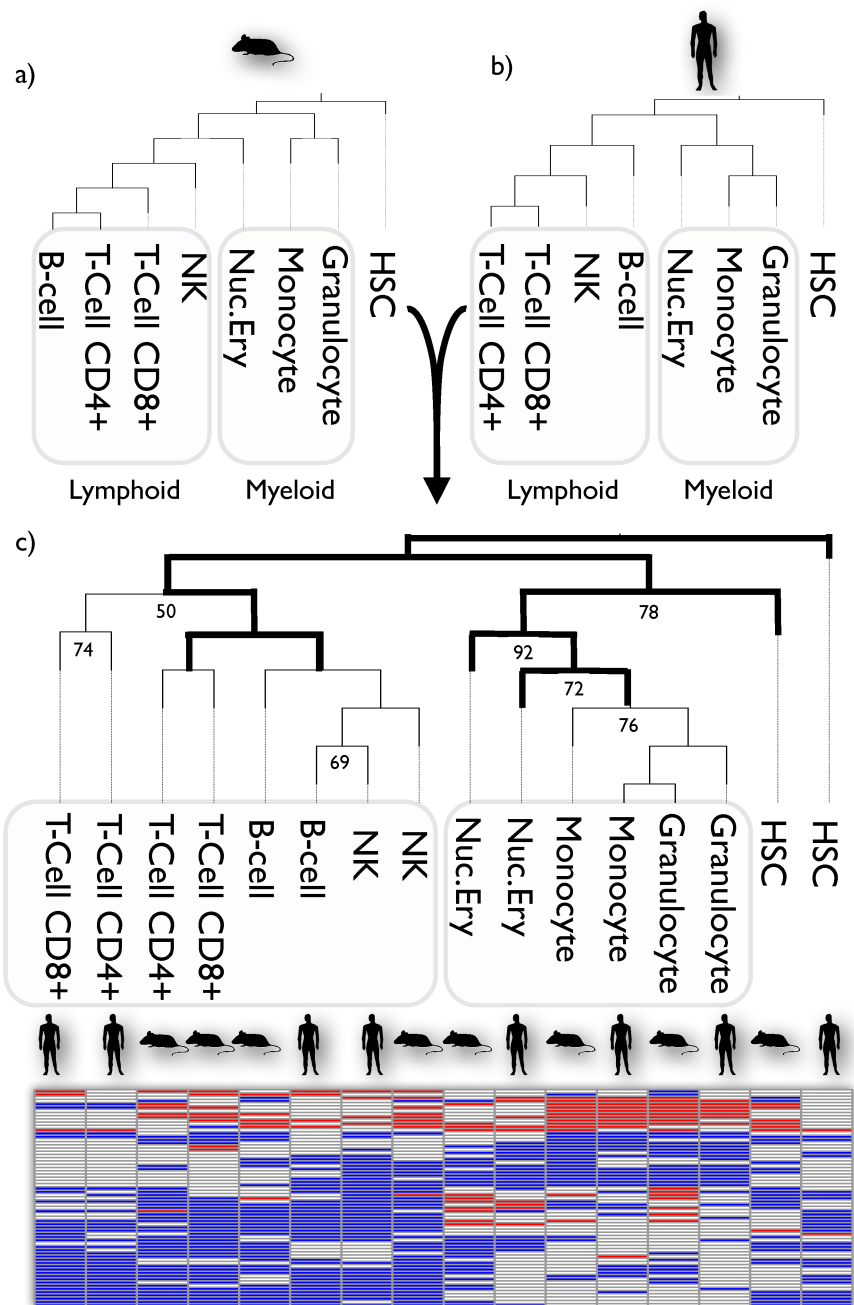 a)
b)
B-cell
T-Cell CD4+
T-Cell CD8+
NK
Nuc.Ery
Monocyte
Granulocyte
HSC
T-Cell CD4+
T-Cell CD8+
NK
B-cell
Nuc.Ery
Monocyte
Granulocyte
HSC
Lymphoid
Myeloid
Lymphoid
Myeloid
c)
50
78
74
92
72
76
69
T-Cell CD8+
T-Cell CD4+
T-Cell CD4+
T-Cell CD8+
B-cell
B-cell
NK
NK
Nuc.Ery
Nuc.Ery
Monocyte
Monocyte
Granulocyte
Granulocyte
HSC
HSC